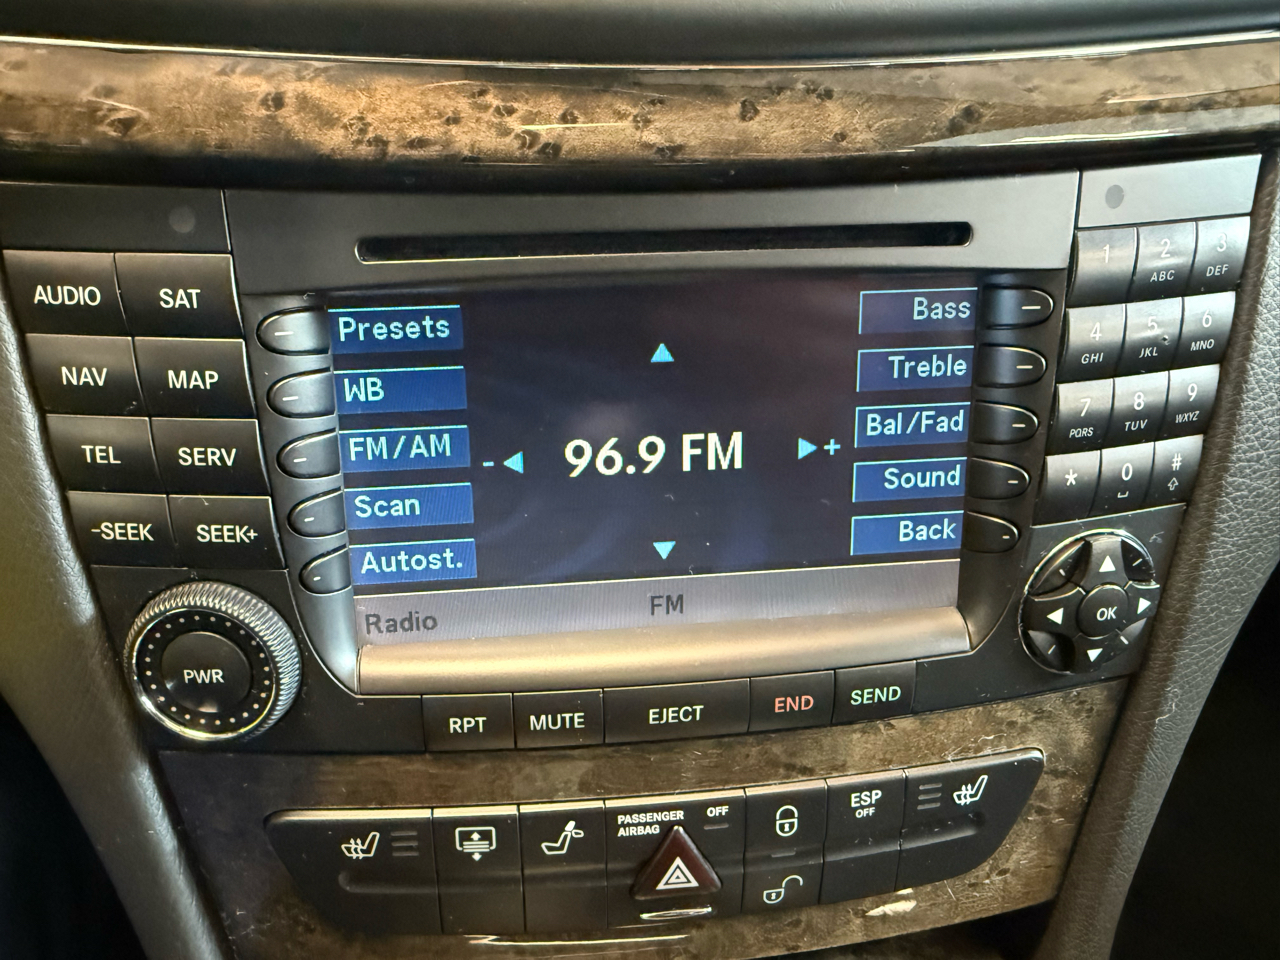 AUDIO SAT
NAV MAP
TEL SERV
-SEEK SEEK+
PWR
Presets
WB
FM/AM
Scan
Autost.
- 96.9 FM +
Bass
Treble
Bal/Fad
Sound
Back
Radio FM
1 2 ABC 3 DEF
4 GHI 5 JKL 6 MNO
7 PQRS 8 TUV 9 WXYZ
* 0 #
OK
RPT MUTE EJECT END SEND
PASSENGER OFF
AIRBAG
ESP
OFF